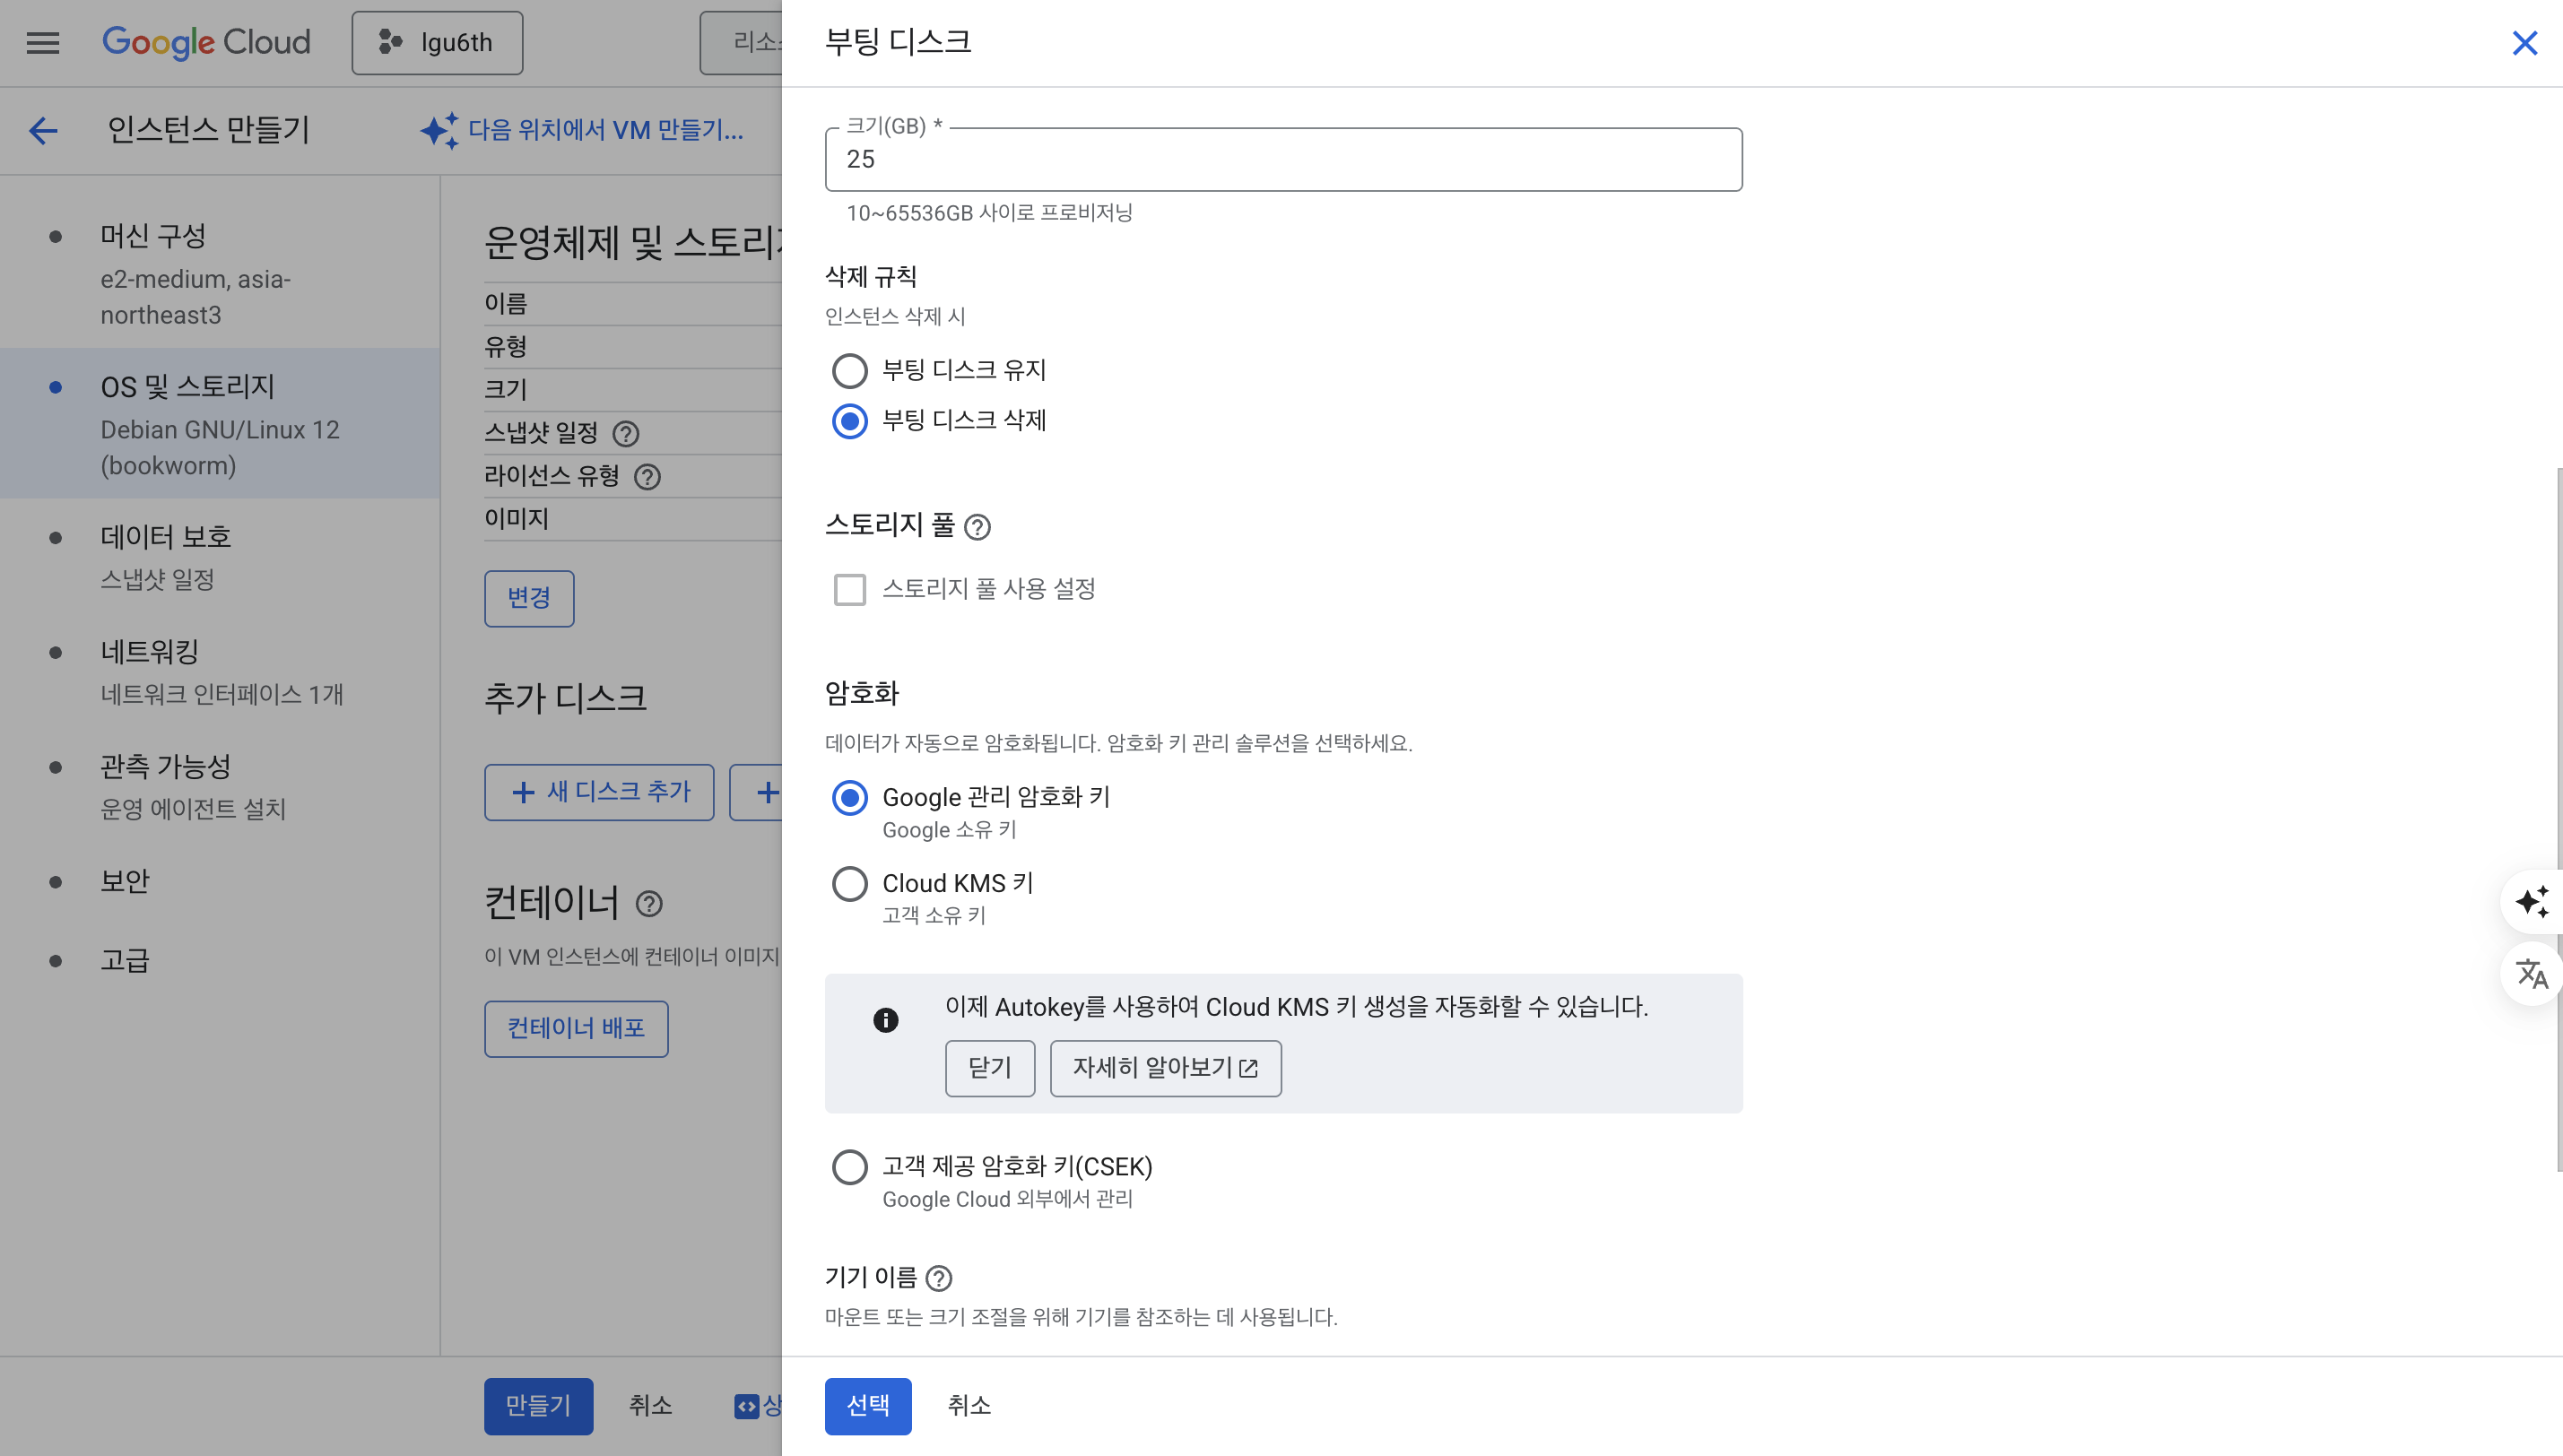 Google Cloud
lgu6th
부팅 디스크
인스턴스 만들기
다음 위치에서 VM 만들기...
머신 구성
e2-medium, asia-
northeast3
OS 및 스토리지
Debian GNU/Linux 12
(bookworm)
데이터 보호
스냅샷 일정
네트워킹
네트워크 인터페이스 1개
관측 가능성
운영 에이전트 설치
보안
고급
운영체제 및 스토리지
이름
유형
크기
스냅샷 일정
라이선스 유형
이미지
변경
추가 디스크
새 디스크 추가
컨테이너
이 VM 인스턴스에 컨테이너 이미지
컨테이너 배포
만들기
취소
크기(GB) *
25
10~65536GB 사이로 프로비저닝
삭제 규칙
인스턴스 삭제 시
부팅 디스크 유지
부팅 디스크 삭제
스토리지 풀
스토리지 풀 사용 설정
암호화
데이터가 자동으로 암호화됩니다. 암호화 키 관리 솔루션을 선택하세요.
Google 관리 암호화 키
Google 소유 키
Cloud KMS 키
고객 소유 키
이제 Autokey를 사용하여 Cloud KMS 키 생성을 자동화할 수 있습니다.
닫기
자세히 알아보기
고객 제공 암호화 키(CSEK)
Google Cloud 외부에서 관리
기기 이름
마운트 또는 크기 조절을 위해 기기를 참조하는 데 사용됩니다.
선택
취소